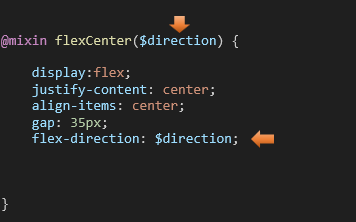 @mixin flexCenter($direction) {
display:flex;
justify-content: center;
align-items: center;
gap: 35px;
flex-direction: $direction;
}